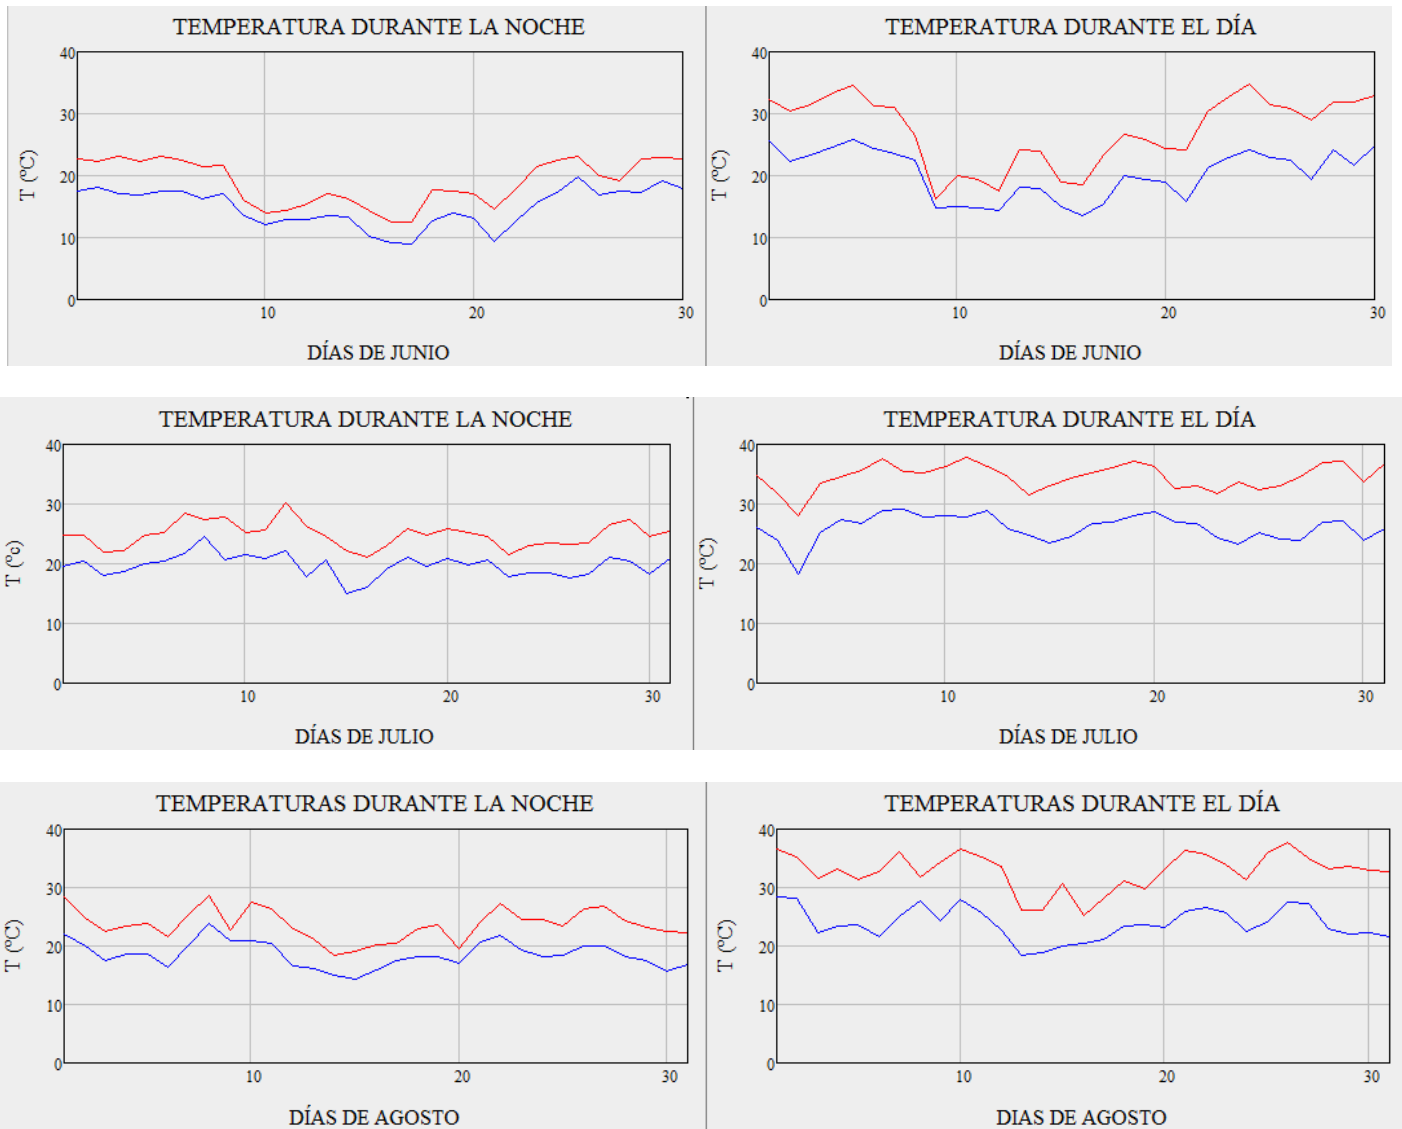 TEMPERATURA DURANTE LA NOCHE
40
30
20
10
0
T (ºC)
10 20 30
DÍAS DE JUNIO
TEMPERATURA DURANTE EL DÍA
40
30
20
10
0
T (ºC)
10 20 30
DÍAS DE JUNIO
TEMPERATURA DURANTE LA NOCHE
40
30
20
10
0
T (ºc)
10 20 30
DÍAS DE JULIO
TEMPERATURA DURANTE EL DÍA
40
30
20
10
0
T (ºC)
10 20 30
DÍAS DE JULIO
TEMPERATURAS DURANTE LA NOCHE
40
30
20
10
0
T (ºC)
10 20 30
DÍAS DE AGOSTO
TEMPERATURAS DURANTE EL DÍA
40
30
20
10
0
T (ºC)
10 20 30
DIAS DE AGOSTO